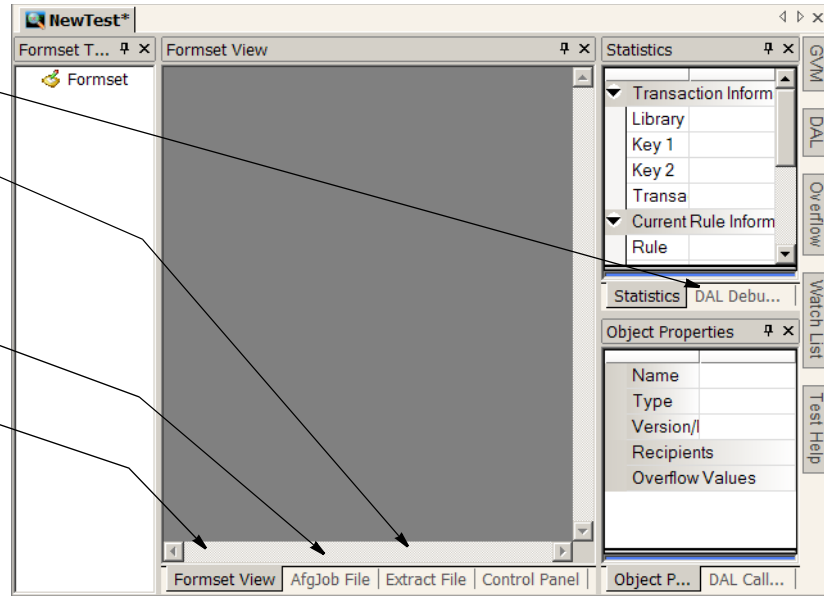 NewTest*
Formset T...
Formset
Formset View
Formset View AfgJob File Extract File Control Panel
Statistics
Transaction Inform
Library
Key 1
Key 2
Transa
Current Rule Inform
Rule
Statistics DAL Debu...
Object Properties
Name
Type
Version/I
Recipients
Overflow Values
Object P... DAL Call...
GVM
DAL
Overflow
Watch List
Test Help